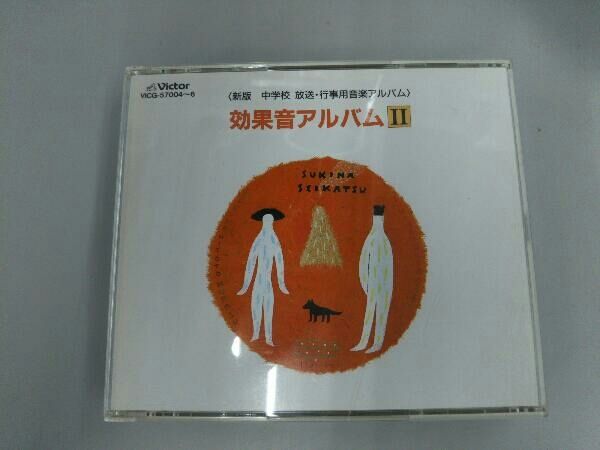 Victor
VICG-57004～6
〈新版 中学校 放送・行事用音楽アルバム〉
効果音アルバムII
SUKINA
SEIKATSU